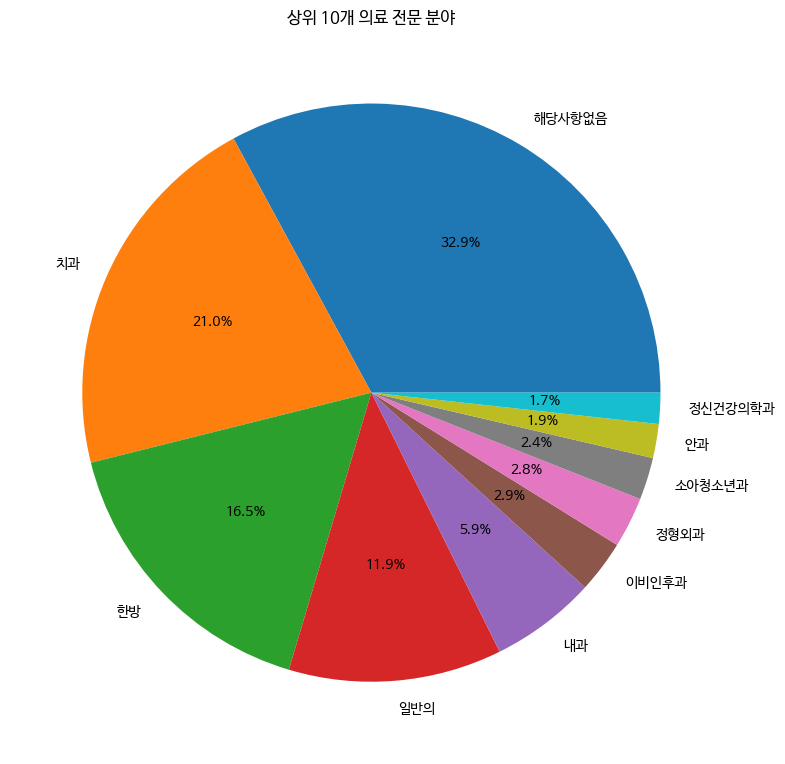 상위 10개 의료 전문 분야
해당사항없음
32.9%
치과
21.0%
한방
16.5%
일반의
11.9%
내과
5.9%
이비인후과
2.9%
정형외과
2.8%
소아청소년과
2.4%
안과
1.9%
정신건강의학과
1.7%